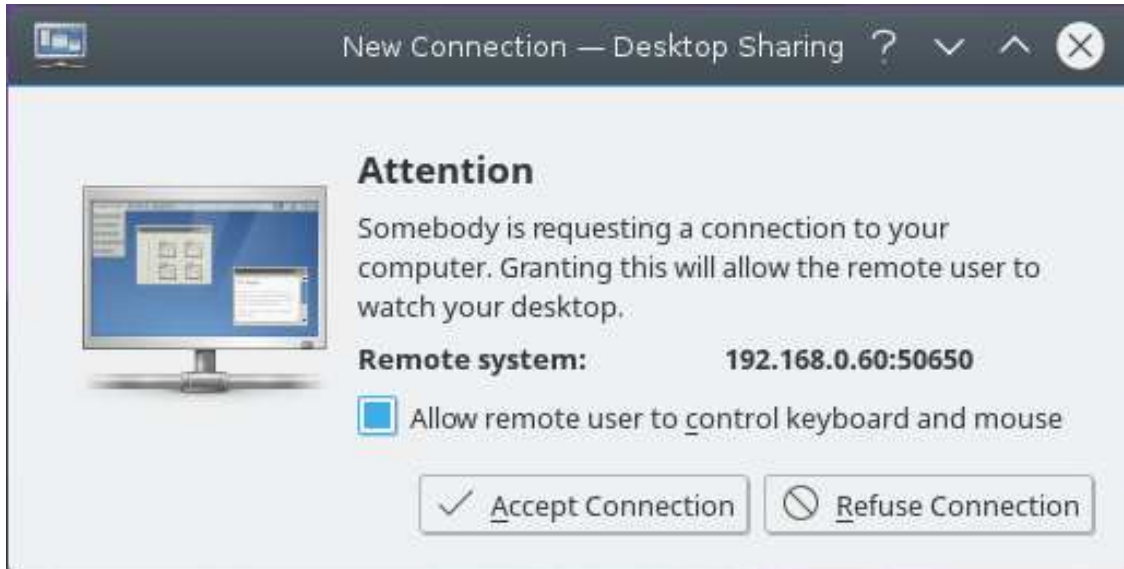 New Connection — Desktop Sharing
Attention
Somebody is requesting a connection to your
computer. Granting this will allow the remote user to
watch your desktop.
Remote system: 192.168.0.60:50650
Allow remote user to control keyboard and mouse
Accept Connection Refuse Connection